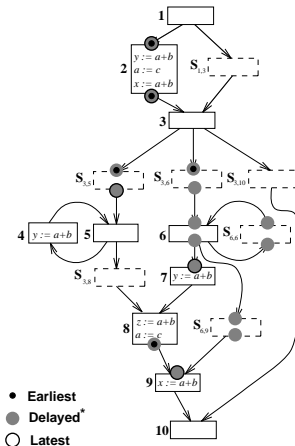 1
2
y := a+b
a := c
x := a+b
S1,3
3
S3,5
S3,6
S3,10
4
y := a+b
5
6
S6,6
S3,8
7
y := a+b
8
z := a+b
a := c
S6,9
9
x := a+b
10
Earliest
Delayed*
Latest